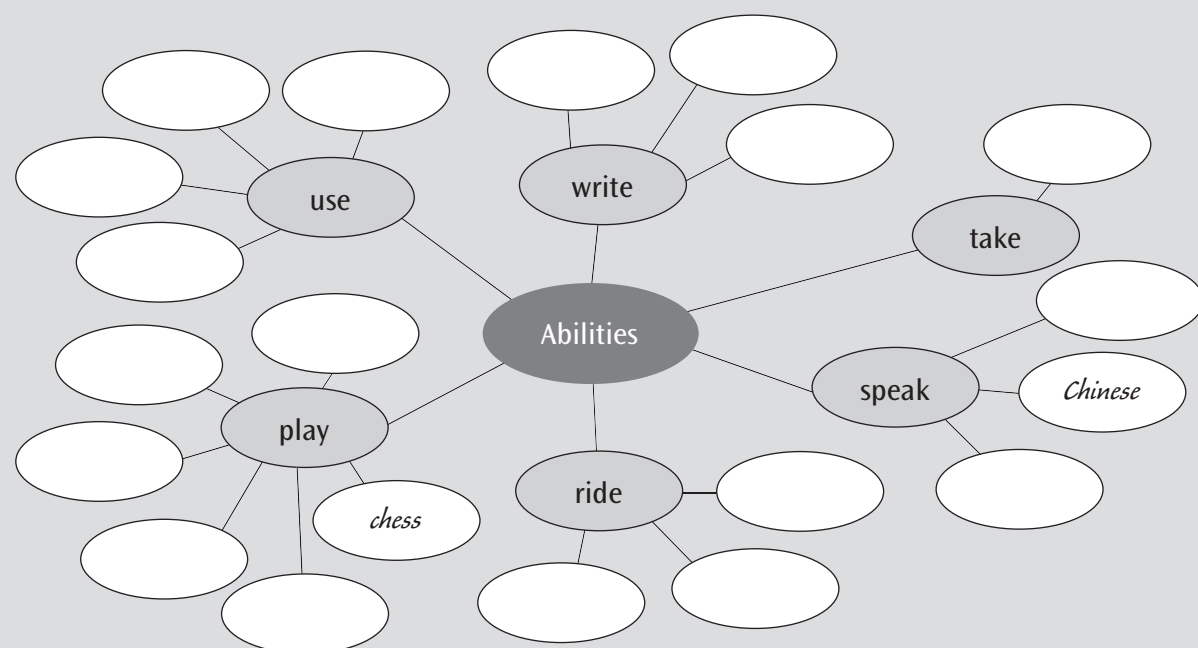 use
write
take
Abilities
speak
Chinese
play
chess
ride